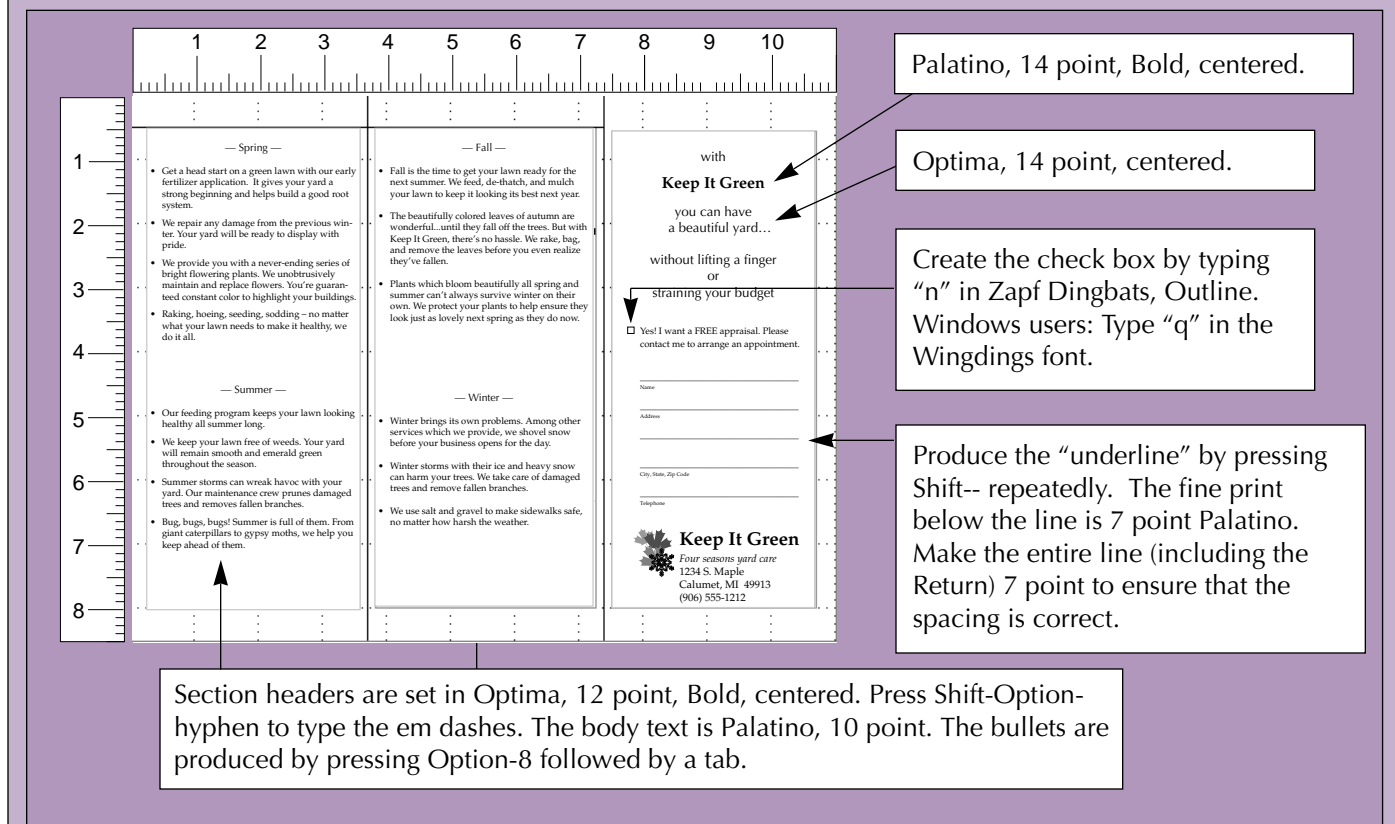 1 2 3 4 5 6 7 8 9 10
1
2
3
4
5
6
7
8
— Spring —
• Get a head start on a green lawn with our early
fertilizer application.  It gives your yard a
strong beginning and helps build a good root
system.
• We repair any damage from the previous win-
ter. Your yard will be ready to display with
pride.
• We provide you with a never-ending series of
bright flowering plants. We unobtrusively
maintain and replace flowers. You’re guaran-
teed constant color to highlight your buildings.
• Raking, hoeing, seeding, sodding – no matter
what your lawn needs to make it healthy, we
do it all.
— Summer —
• Our feeding program keeps your lawn looking
healthy all summer long.
• We keep your lawn free of weeds. Your yard
will remain smooth and emerald green
throughout the season.
• Summer storms can wreak havoc with your
yard. Our maintenance crew prunes damaged
trees and removes fallen branches.
• Bug, bugs, bugs! Summer is full of them. From
giant caterpillars to gypsy moths, we help you
keep ahead of them.
— Fall —
• Fall is the time to get your lawn ready for the
next summer. We feed, de-thatch, and mulch
your lawn to keep it looking its best next year.
• The beautifully colored leaves of autumn are
wonderful...until they fall off the trees. But with
Keep It Green, there’s no hassle. We rake, bag,
and remove the leaves before you even realize
they’ve fallen.
• Plants which bloom beautifully all spring and
summer can’t always survive winter on their
own. We protect your plants to help ensure they
look just as lovely next spring as they do now.
— Winter —
• Winter brings its own problems. Among other
services which we provide, we shovel snow
before your business opens for the day.
• Winter storms with their ice and heavy snow
can harm your trees. We take care of damaged
trees and remove fallen branches.
• We use salt and gravel to make sidewalks safe,
no matter how harsh the weather.
with
Keep It Green
you can have
a beautiful yard…
without lifting a finger
or
straining your budget
Yes! I want a FREE appraisal. Please
contact me to arrange an appointment.
Name
Address
City, State, Zip Code
Telephone
Keep It Green
Four seasons yard care
1234 S. Maple
Calumet, MI  49913
(906) 555-1212
Palatino, 14 point, Bold, centered.
Optima, 14 point, centered.
Create the check box by typing
“n” in Zapf Dingbats, Outline.
Windows users: Type “q” in the
Wingdings font.
Produce the “underline” by pressing
Shift-- repeatedly.  The fine print
below the line is 7 point Palatino.
Make the entire line (including the
Return) 7 point to ensure that the
spacing is correct.
Section headers are set in Optima, 12 point, Bold, centered. Press Shift-Option-
hyphen to type the em dashes. The body text is Palatino, 10 point. The bullets are
produced by pressing Option-8 followed by a tab.